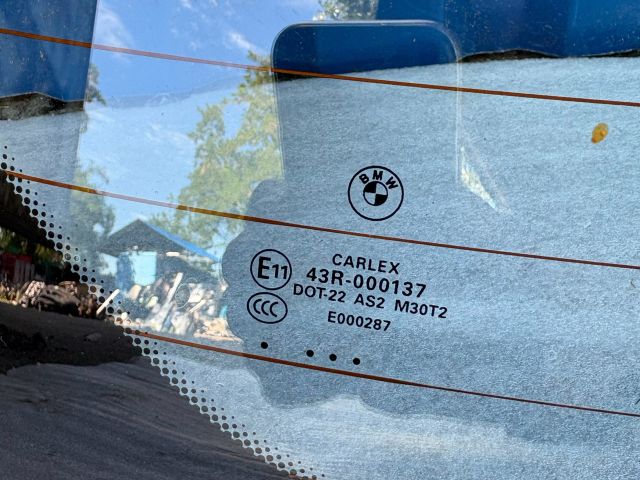 BMW
CARLEX
E11 43R-000137
CCC DOT-22 AS2 M30T2
E000287